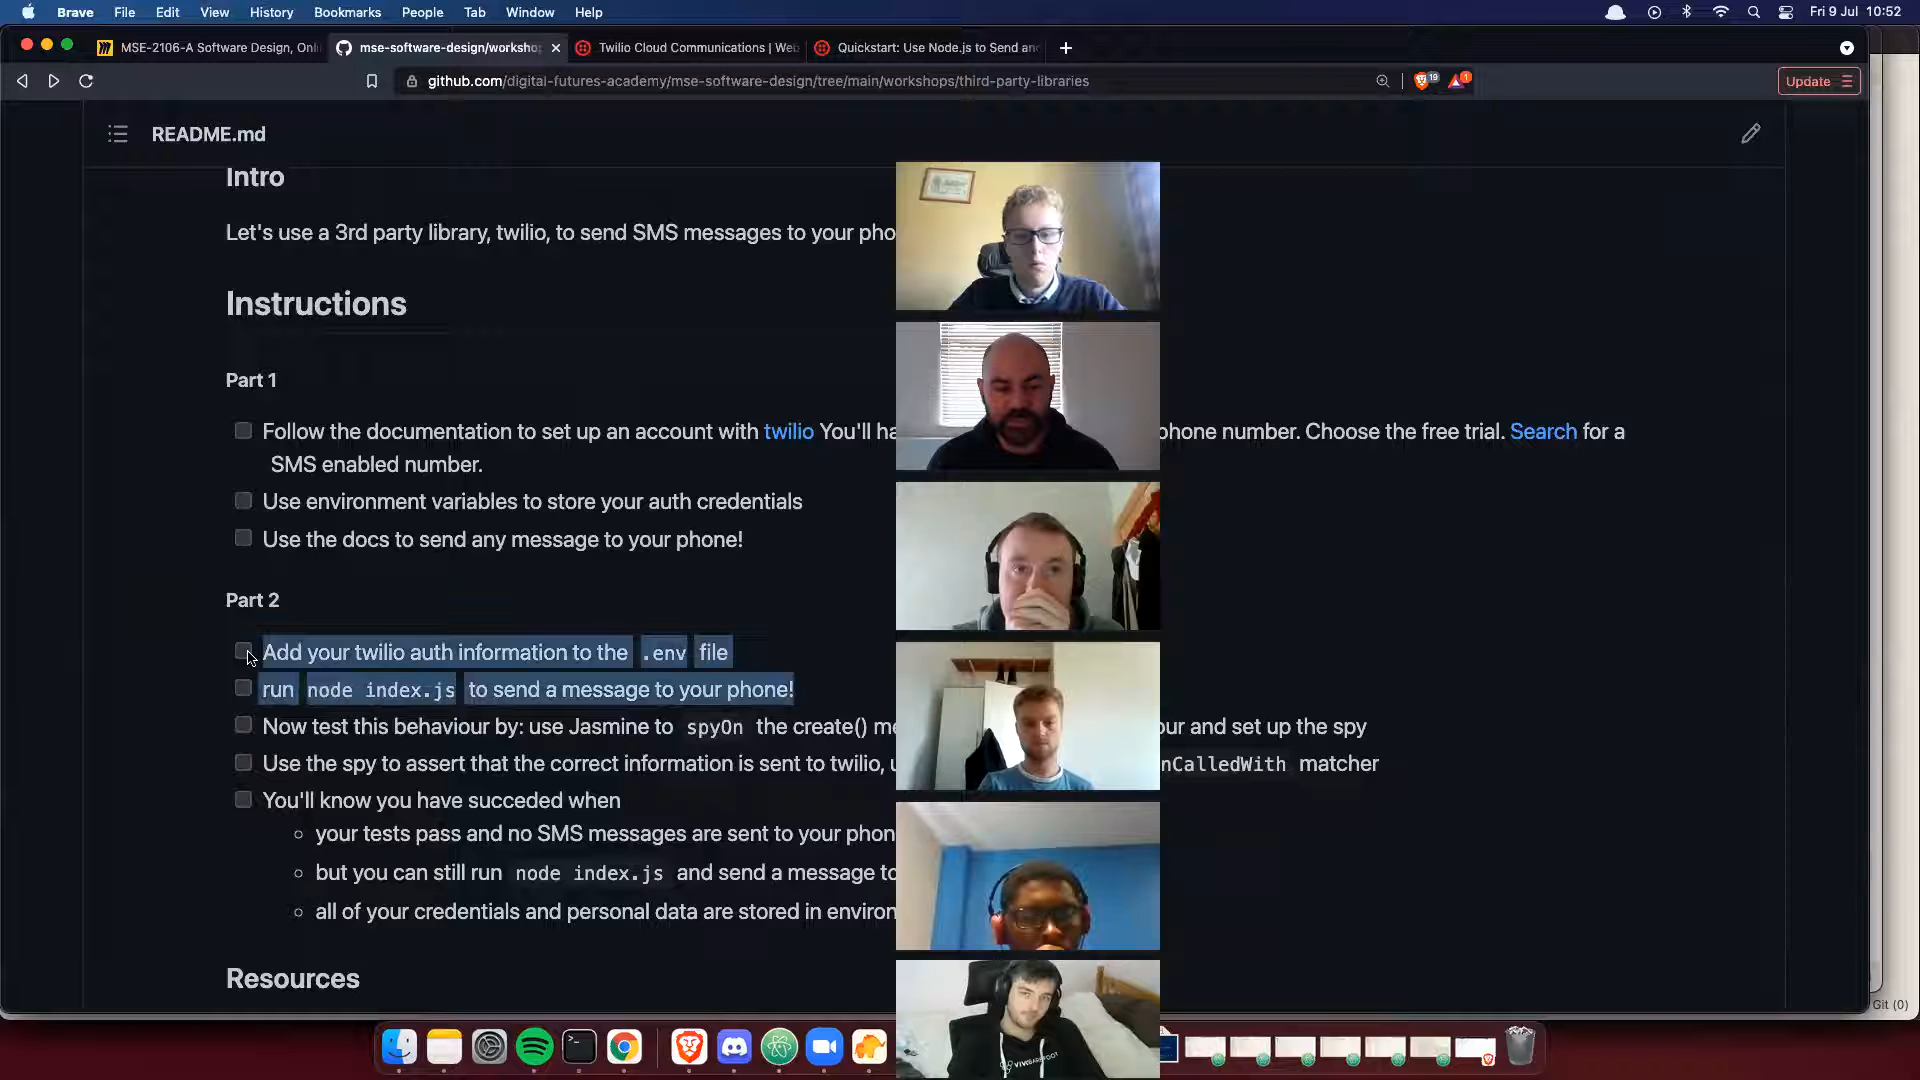 Brave File Edit View History Bookmarks People Tab Window Help Fri 9 Jul 10:52
MSE-2106-A Software Design, Onli mse-software-design/worksho Twilio Cloud Communications | Web Quickstart: Use Node.js to Send an
github.com/digital-futures-academy/mse-software-design/tree/main/workshops/third-party-libraries 19 1 Update
README.md
Intro
Let's use a 3rd party library, twilio, to send SMS messages to your pho
Instructions
Part 1
Follow the documentation to set up an account with twilio You'll ha phone number. Choose the free trial. Search for a
SMS enabled number.
Use environment variables to store your auth credentials
Use the docs to send any message to your phone!
Part 2
Add your twilio auth information to the .env file
run node index.js to send a message to your phone!
Now test this behaviour by: use Jasmine to spyOn the create() me our and set up the spy
Use the spy to assert that the correct information is sent to twilio, u nCalledWith matcher
You'll know you have succeded when
your tests pass and no SMS messages are sent to your phon
but you can still run node index.js and send a message to
all of your credentials and personal data are stored in environ
Resources
Git (0)
VIVOBAREFOOT